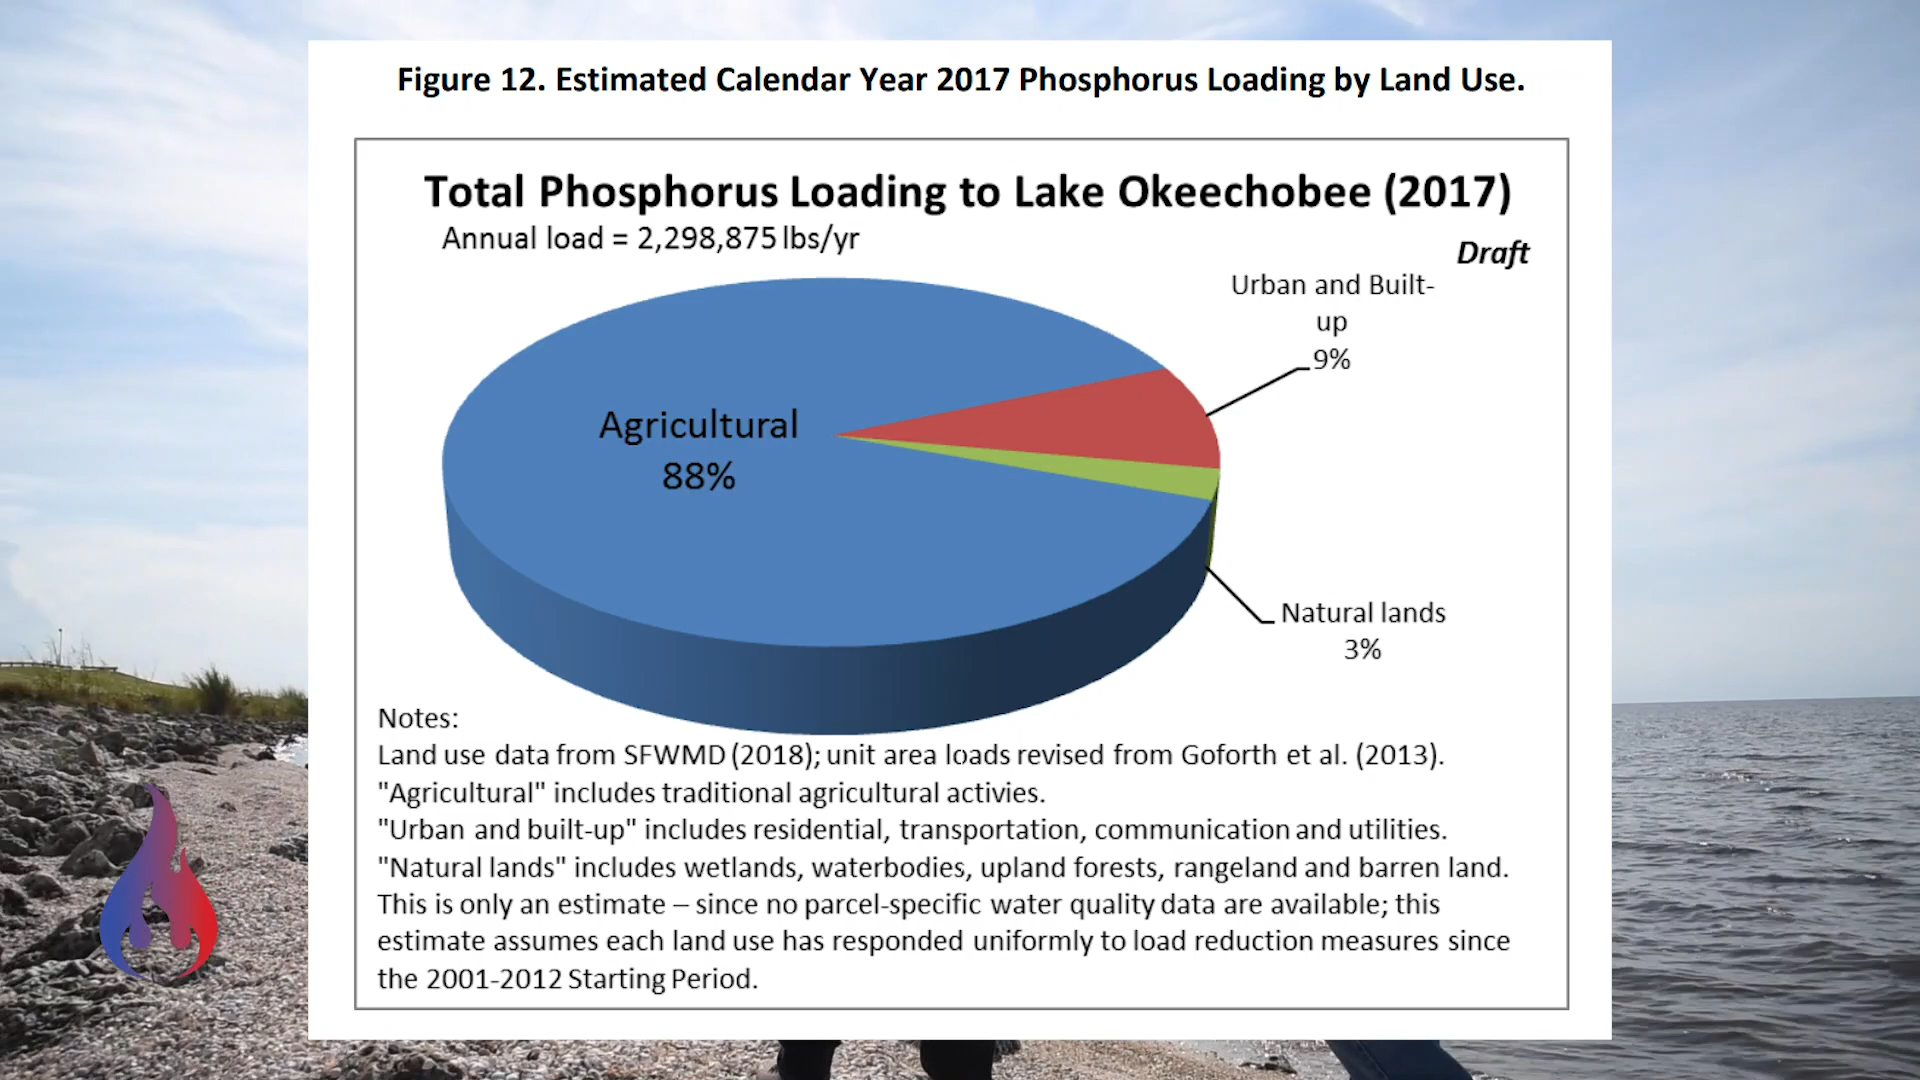 Figure 12. Estimated Calendar Year 2017 Phosphorus Loading by Land Use.
Total Phosphorus Loading to Lake Okeechobee (2017)
Annual load = 2,298,875 lbs/yr
Draft
Urban and Built-
up
9%
Agricultural
88%
Natural lands
3%
Notes:
Land use data from SFWMD (2018); unit area loads revised from Goforth et al. (2013).
"Agricultural" includes traditional agricultural activies.
"Urban and built-up" includes residential, transportation, communication and utilities.
"Natural lands" includes wetlands, waterbodies, upland forests, rangeland and barren land.
This is only an estimate – since no parcel-specific water quality data are available; this
estimate assumes each land use has responded uniformly to load reduction measures since
the 2001-2012 Starting Period.